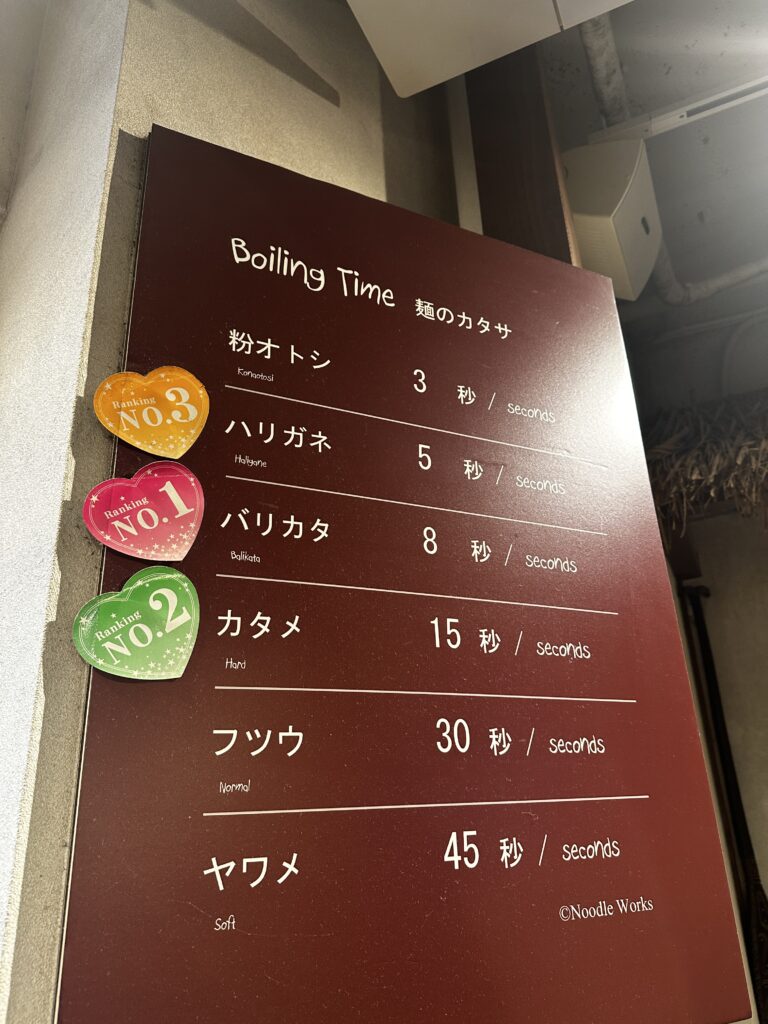 Boiling Time 麺のカタサ
粉オトシ 3 秒 / seconds
Konaotosi
Ranking
NO.3
ハリガネ 5 秒 / seconds
Haligane
Ranking
NO.1
バリカタ 8 秒 / seconds
Balikata
Ranking
NO.2
カタメ 15 秒 / seconds
Hard
フツウ 30 秒 / seconds
Normal
ヤワメ 45 秒 / seconds
Soft
©Noodle Works